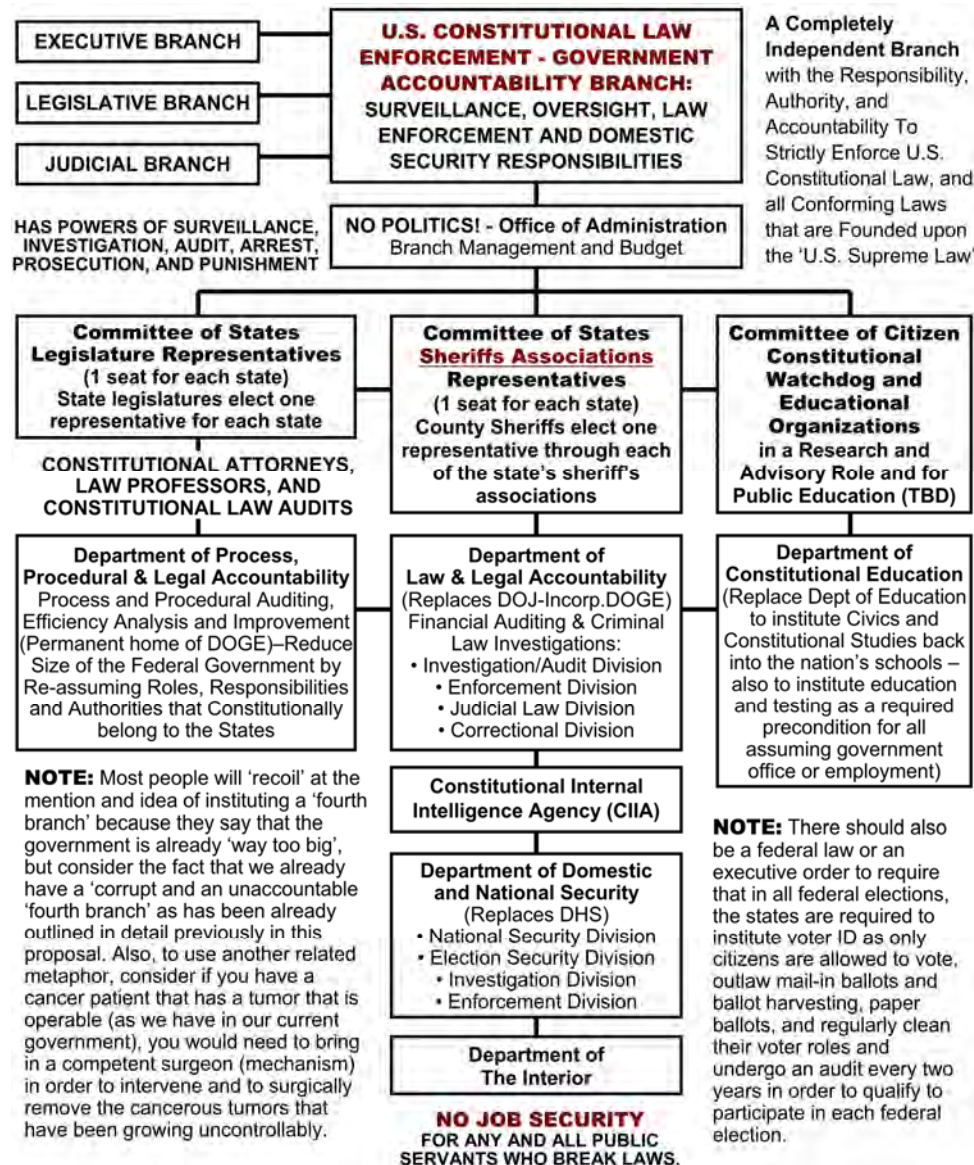 EXECUTIVE BRANCH
LEGISLATIVE BRANCH
JUDICIAL BRANCH
U.S. CONSTITUTIONAL LAW
ENFORCEMENT - GOVERNMENT
ACCOUNTABILITY BRANCH:
SURVEILLANCE, OVERSIGHT, LAW
ENFORCEMENT AND DOMESTIC
SECURITY RESPONSIBILITIES
A Completely
Independent Branch
with the Responsibility,
Authority, and
Accountability To
Strictly Enforce U.S.
Constitutional Law, and
all Conforming Laws
that are Founded upon
the ‘U.S. Supreme Law’
HAS POWERS OF SURVEILLANCE,
INVESTIGATION, AUDIT, ARREST,
PROSECUTION, AND PUNISHMENT
NO POLITICS! - Office of Administration
Branch Management and Budget
Committee of States
Legislature Representatives
(1 seat for each state)
State legislatures elect one
representative for each state
Committee of States
Sheriffs Associations
Representatives
(1 seat for each state)
County Sheriffs elect one
representative through each
of the state’s sheriff’s
associations
Committee of Citizen
Constitutional
Watchdog and
Educational
Organizations
in a Research and
Advisory Role and for
Public Education (TBD)
CONSTITUTIONAL ATTORNEYS,
LAW PROFESSORS, AND
CONSTITUTIONAL LAW AUDITS
Department of Process,
Procedural & Legal Accountability
Process and Procedural Auditing,
Efficiency Analysis and Improvement
(Permanent home of DOGE)–Reduce
Size of the Federal Government by
Re-assuming Roles, Responsibilities
and Authorities that Constitutionally
belong to the States
Department of
Law & Legal Accountability
(Replaces DOJ-Incorp.DOGE)
Financial Auditing & Criminal
Law Investigations:
• Investigation/Audit Division
• Enforcement Division
• Judicial Law Division
• Correctional Division
Department of
Constitutional Education
(Replace Dept of Education
to institute Civics and
Constitutional Studies back
into the nation’s schools –
also to institute education
and testing as a required
precondition for all
assuming government
office or employment)
Constitutional Internal
Intelligence Agency (CIIA)
Department of Domestic
and National Security
(Replaces DHS)
• National Security Division
• Election Security Division
• Investigation Division
• Enforcement Division
Department of
The Interior
NO JOB SECURITY
FOR ANY AND ALL PUBLIC
SERVANTS WHO BREAK LAWS.
NOTE: Most people will ‘recoil’ at the
mention and idea of instituting a ‘fourth
branch’ because they say that the
government is already ‘way too big’,
but consider the fact that we already
have a ‘corrupt and an unaccountable
‘fourth branch’ as has been already
outlined in detail previously in this
proposal. Also, to use another related
metaphor, consider if you have a
cancer patient that has a tumor that is
operable (as we have in our current
government), you would need to bring
in a competent surgeon (mechanism)
in order to intervene and to surgically
remove the cancerous tumors that
have been growing uncontrollably.
NOTE: There should also
be a federal law or an
executive order to require
that in all federal elections,
the states are required to
institute voter ID as only
citizens are allowed to vote,
outlaw mail-in ballots and
ballot harvesting, paper
ballots, and regularly clean
their voter roles and
undergo an audit every two
years in order to qualify to
participate in each federal
election.